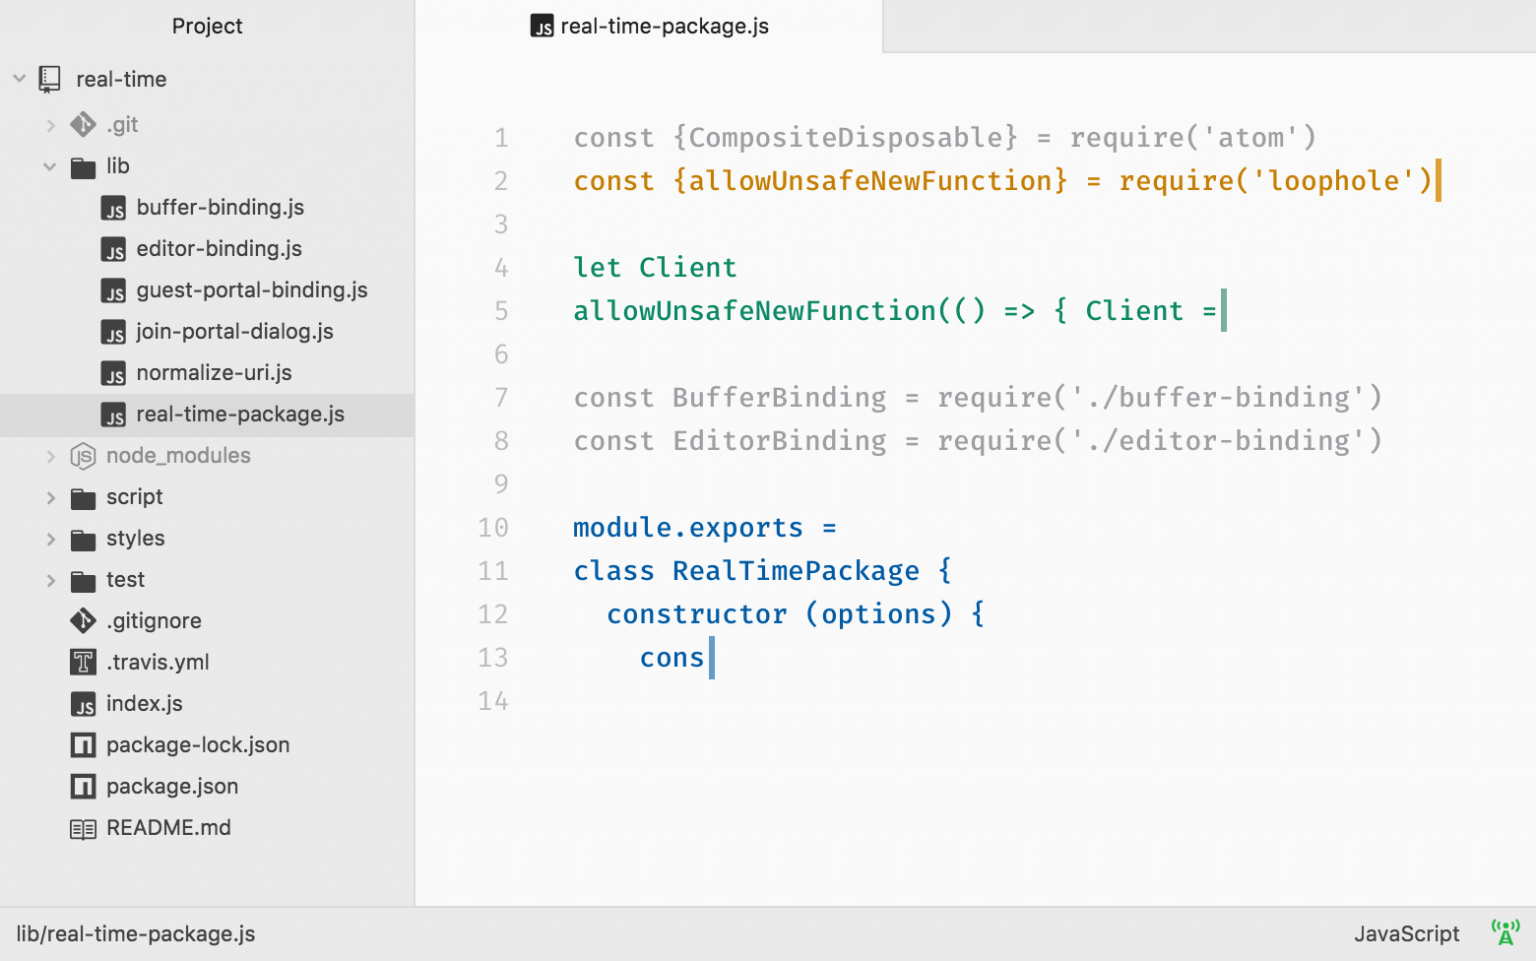 Project
real-time
.git
lib
buffer-binding.js
editor-binding.js
guest-portal-binding.js
join-portal-dialog.js
normalize-uri.js
real-time-package.js
node_modules
script
styles
test
.gitignore
.travis.yml
index.js
package-lock.json
package.json
README.md
real-time-package.js
1 const {CompositeDisposable} = require('atom')
2 const {allowUnsafeNewFunction} = require('loophole')
3
4 let Client
5 allowUnsafeNewFunction(() => { Client =
6
7 const BufferBinding = require('./buffer-binding')
8 const EditorBinding = require('./editor-binding')
9
10 module.exports =
11 class RealTimePackage {
12   constructor (options) {
13     cons
14
lib/real-time-package.js
JavaScript